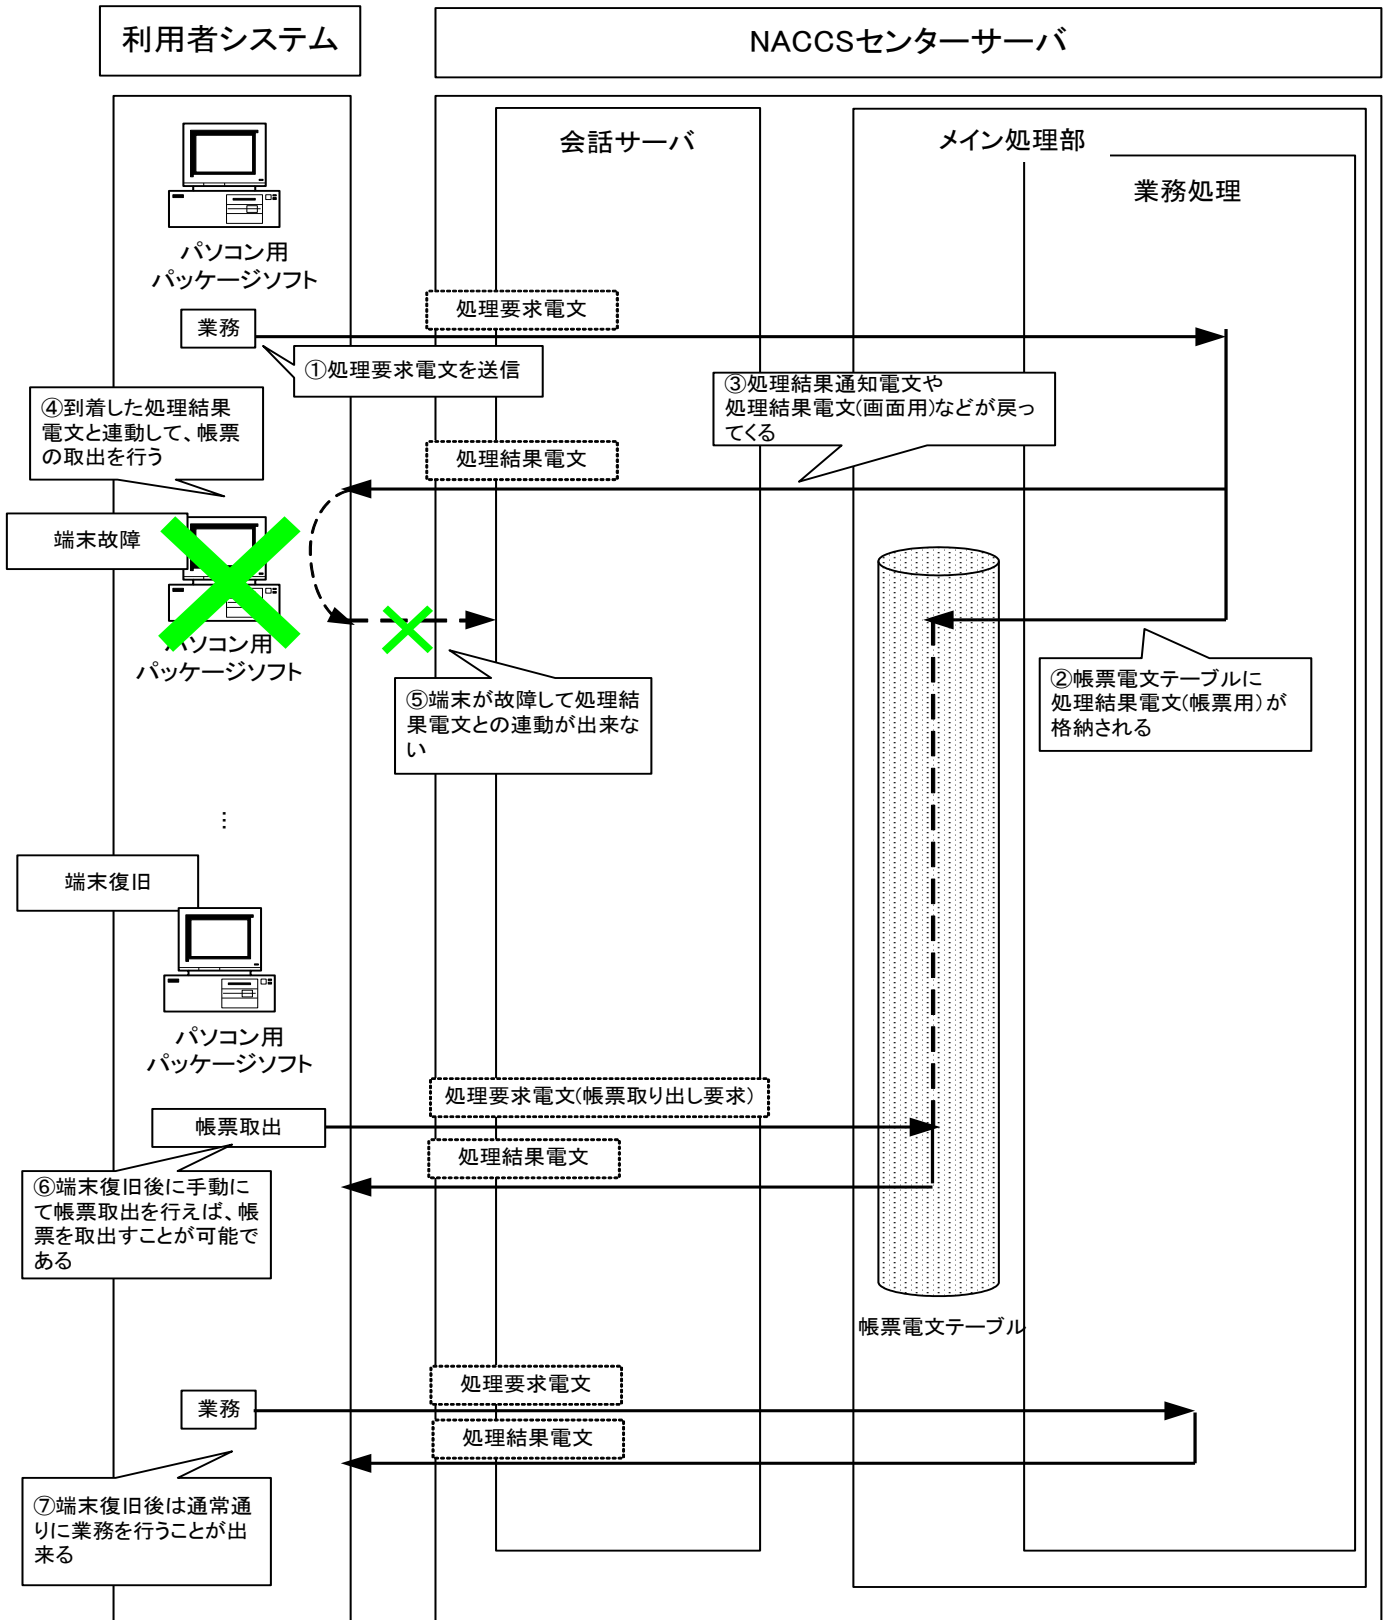 利用者システム
NACCSセンターサーバ
会話サーバ
メイン処理部
業務処理
パソコン用
パッケージソフト
処理要求電文
業務
①処理要求電文を送信
③処理結果通知電文や
処理結果電文(画面用)などが戻っ
てくる
④到着した処理結果
電文と連動して、帳票
の取出を行う
処理結果電文
端末故障
パソコン用
パッケージソフト
②帳票電文テーブルに
処理結果電文(帳票用)が
格納される
⑤端末が故障して処理結
果電文との連動が出来な
い
…
端末復旧
パソコン用
パッケージソフト
処理要求電文(帳票取り出し要求)
帳票取出
処理結果電文
⑥端末復旧後に手動に
て帳票取出を行えば、帳
票を取出すことが可能で
ある
帳票電文テーブル
処理要求電文
業務
処理結果電文
⑦端末復旧後は通常通
りに業務を行うことが出
来る